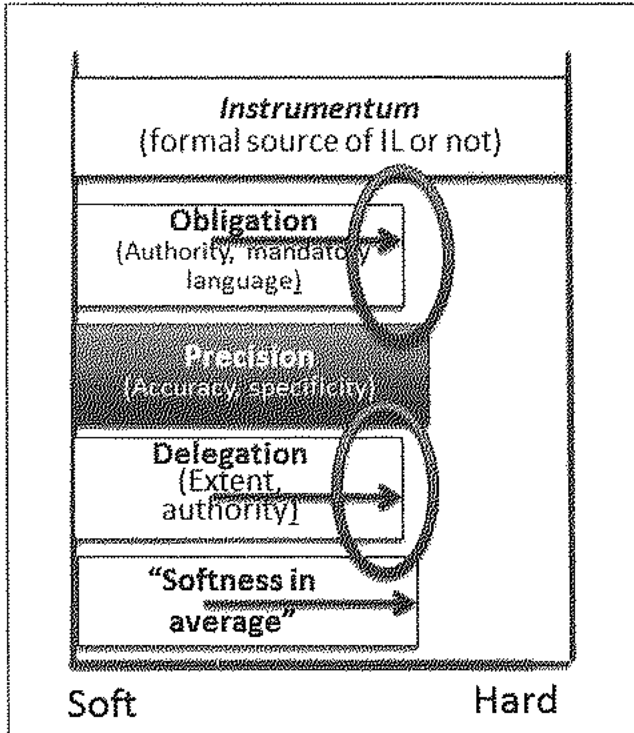 Instrumentum
(formal source of IL or not)
Obligation
(Authority, mandatory
language)
Precision
(Accuracy, specificity)
Delegation
(Extent,
authority)
“Softness in
average”
Soft
Hard